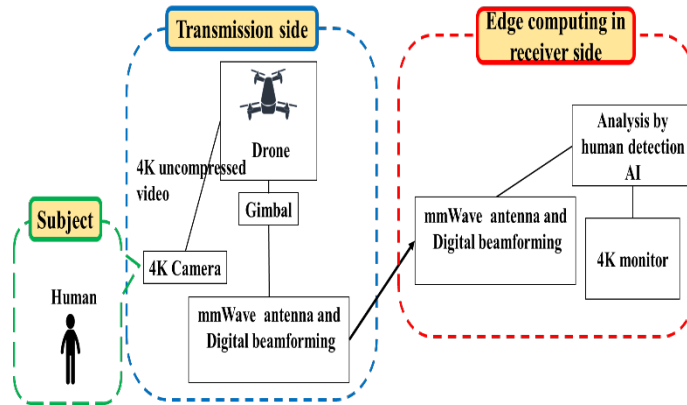 Transmission side
Edge computing in
receiver side
Drone
4K uncompressed
video
Gimbal
Subject
4K Camera
Human
mmWave antenna and
Digital beamforming
Analysis by
human detection
AI
mmWave antenna and
Digital beamforming
4K monitor